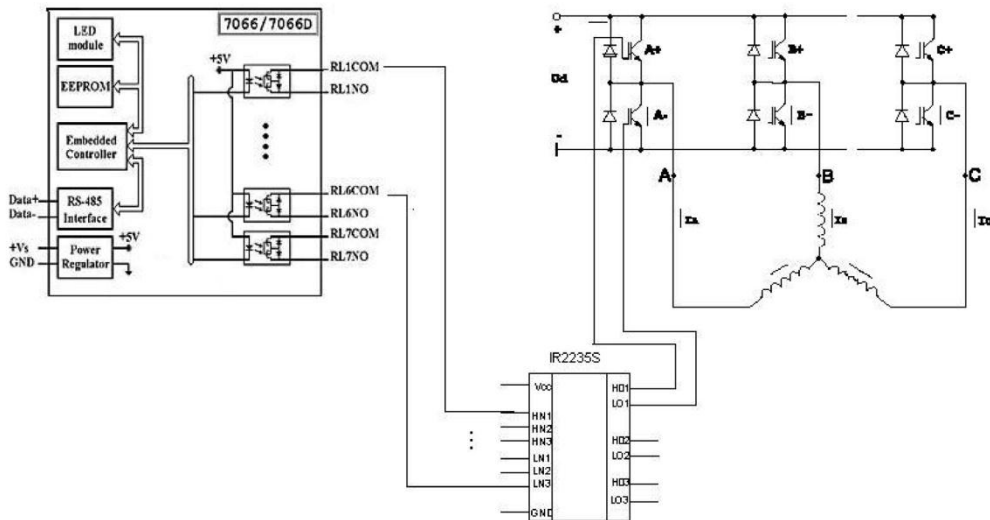 7066/7066D
LED
module
EEPROM
Embedded
Controller
Data+
Data-
RS-485
Interface
+Vs
GND
Power
Regulator
+5V
+5V
RL1COM
RL1NO
RL6COM
RL6NO
RL7COM
RL7NO
+
Ud
-
A+
B+
C+
A-
B-
C-
A
B
C
IA
IB
IR2235S
Vcc
HN1
HN2
HN3
LN1
LN2
LN3
GND
HO1
LO1
HO2
LO2
HO3
LO3